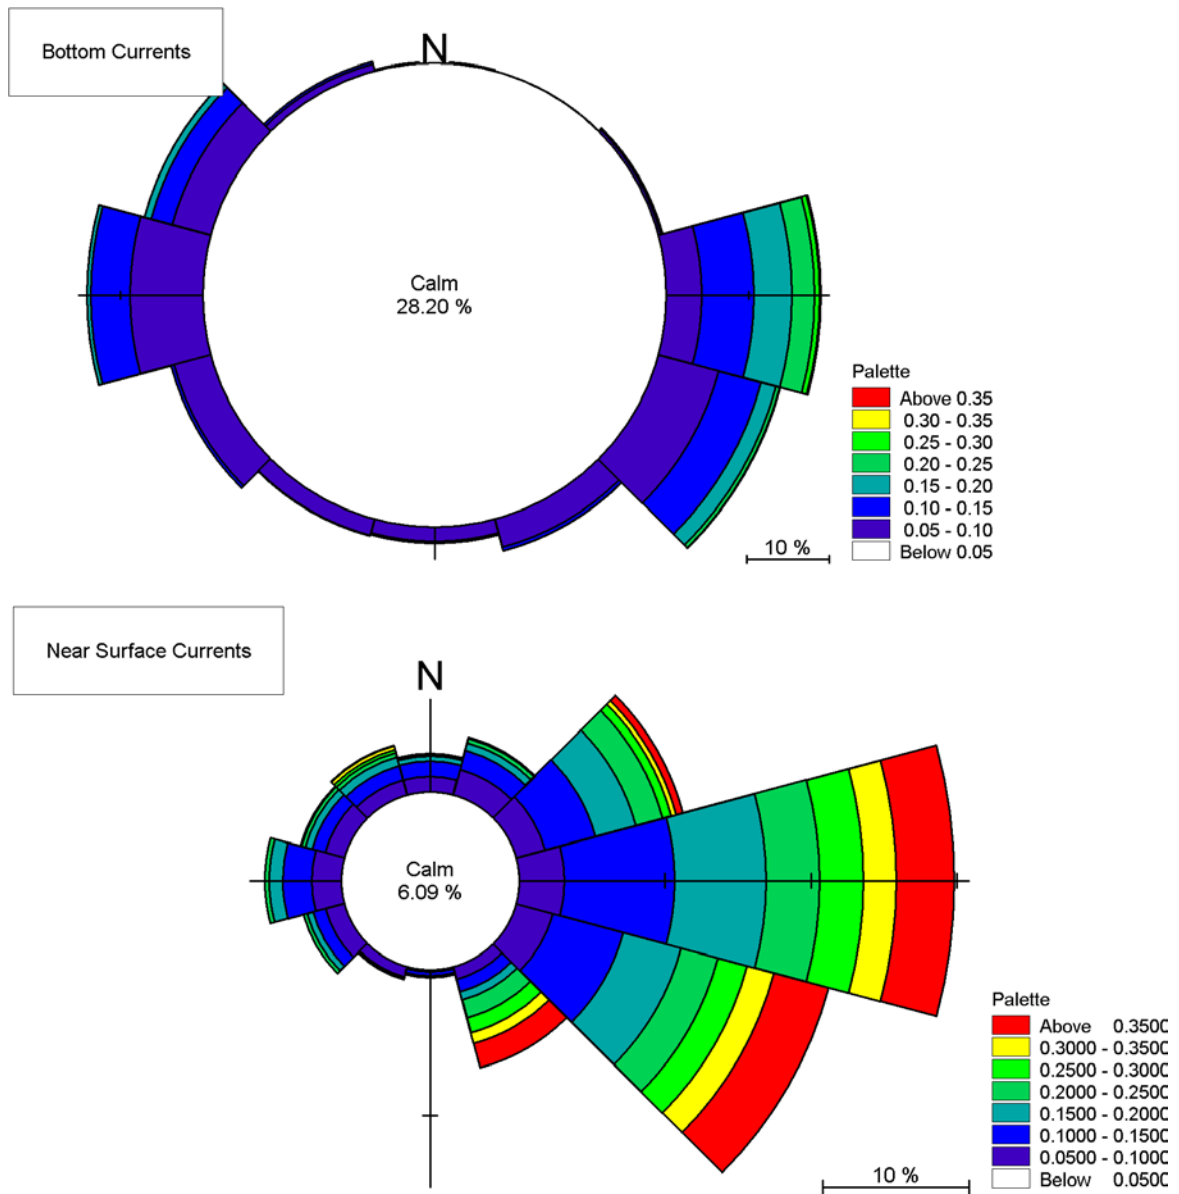 Bottom Currents
N
Calm
28.20 %
Palette
Above 0.35
0.30 - 0.35
0.25 - 0.30
0.20 - 0.25
0.15 - 0.20
0.10 - 0.15
0.05 - 0.10
Below 0.05
10 %
Near Surface Currents
N
Calm
6.09 %
Palette
Above 0.3500
0.3000 - 0.3500
0.2500 - 0.3000
0.2000 - 0.2500
0.1500 - 0.2000
0.1000 - 0.1500
0.0500 - 0.1000
Below 0.0500
10 %